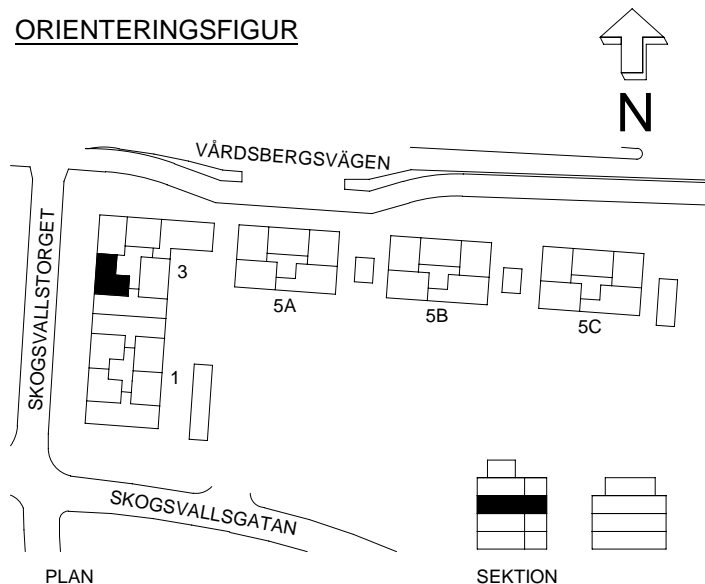 ORIENTERINGSFIGUR
N
VÅRDSBERGSVÄGEN
SKOGSVALLSTORGET
3
5A
5B
5C
1
SKOGSVALLSGATAN
PLAN
SEKTION